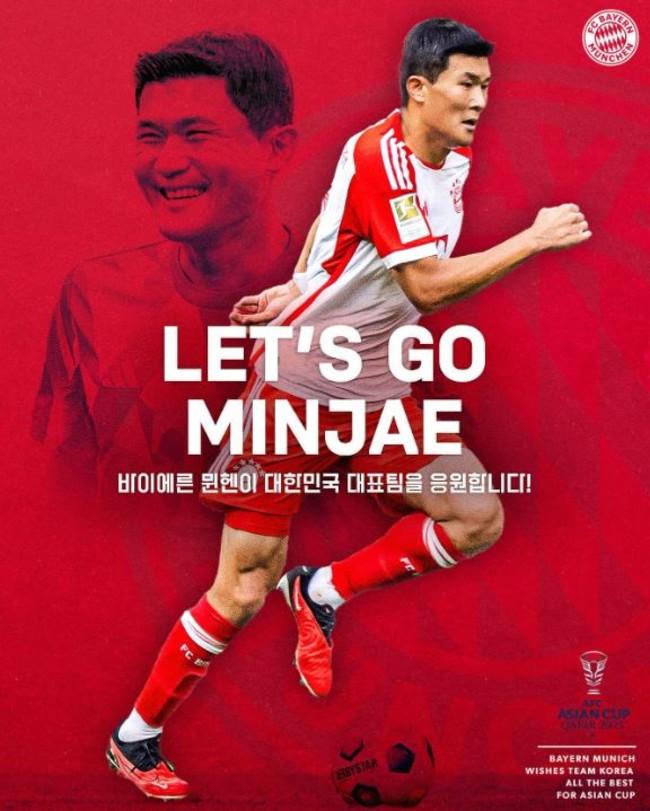 FC BAYERN
MÜNCHEN
LET'S GO
MINJAE
바이에른 뮌헨이 대한민국 대표팀을 응원합니다!
FC
FC B
AFC
ASIAN CUP
QATAR 2023
BAYERN MUNICH
WISHES TEAM KOREA
ALL THE BEST
FOR ASIAN CUP